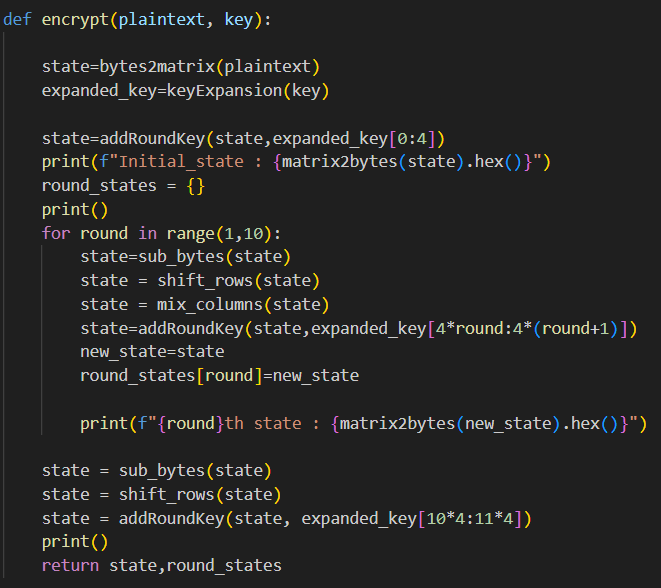 def encrypt(plaintext, key):
state=bytes2matrix(plaintext)
expanded_key=keyExpansion(key)
state=addRoundKey(state,expanded_key[0:4])
print(f"Initial_state : {matrix2bytes(state).hex()}")
round_states = {}
print()
for round in range(1,10):
state=sub_bytes(state)
state = shift_rows(state)
state = mix_columns(state)
state=addRoundKey(state,expanded_key[4*round:4*(round+1)])
new_state=state
round_states[round]=new_state
print(f"{round}th state : {matrix2bytes(new_state).hex()}")
state = sub_bytes(state)
state = shift_rows(state)
state = addRoundKey(state, expanded_key[10*4:11*4])
print()
return state,round_states